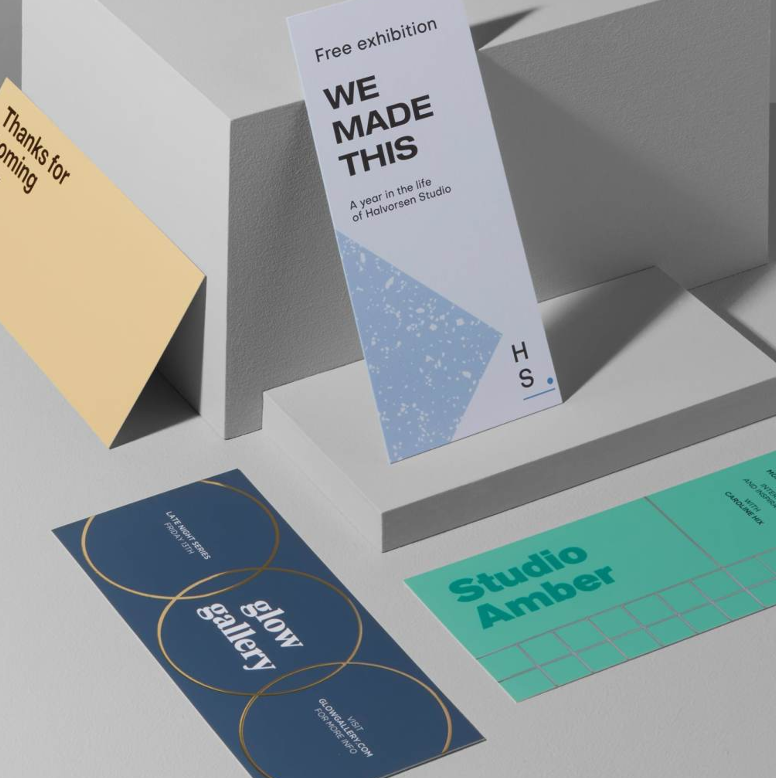 Free exhibition
WE
MADE
THIS
A year in the life
of Halvorsen Studio
H
S
Thanks for
oming
LATE NIGHT SERIES
FRIDAY 13TH
glow
gallery
VISIT
GLOWGALLERY.COM
FOR MORE INFO
Studio
Amber
WITH
CAROLINE HIX